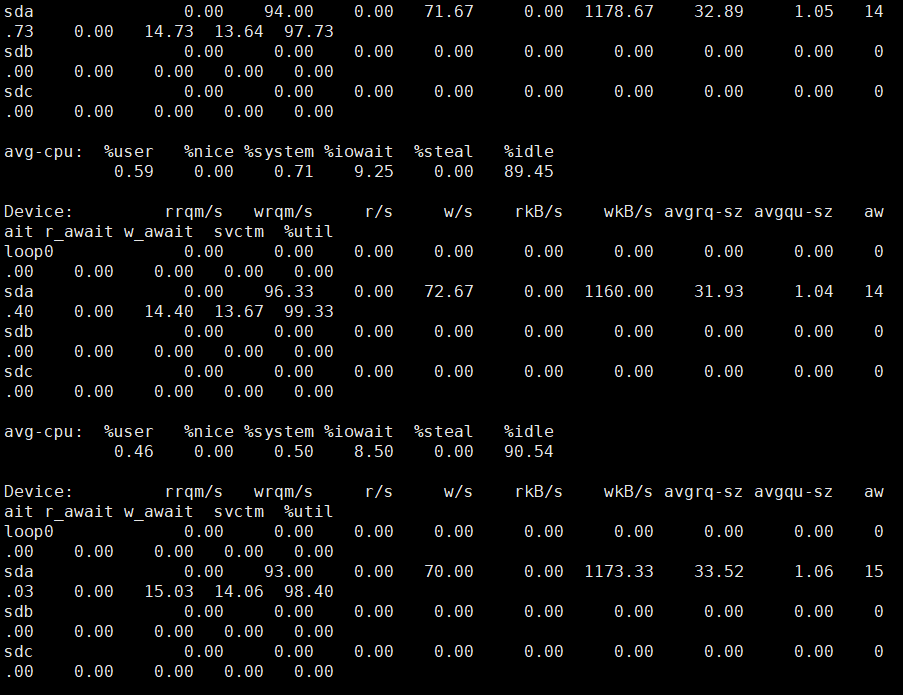 sda               0.00    94.00    0.00   71.67     0.00  1178.67    32.89     1.05   14
.73    0.00   14.73  13.64  97.73
sdb               0.00     0.00    0.00    0.00     0.00     0.00     0.00     0.00    0
.00    0.00    0.00   0.00   0.00
sdc               0.00     0.00    0.00    0.00     0.00     0.00     0.00     0.00    0
.00    0.00    0.00   0.00   0.00
avg-cpu:  %user   %nice %system %iowait  %steal   %idle
           0.59    0.00    0.71    9.25    0.00   89.45
Device:         rrqm/s   wrqm/s     r/s     w/s    rkB/s    wkB/s avgrq-sz avgqu-sz   aw
ait r_await w_await  svctm  %util
loop0             0.00     0.00    0.00    0.00     0.00     0.00     0.00     0.00    0
.00    0.00    0.00   0.00   0.00
sda               0.00    96.33    0.00   72.67     0.00  1160.00    31.93     1.04   14
.40    0.00   14.40  13.67  99.33
sdb               0.00     0.00    0.00    0.00     0.00     0.00     0.00     0.00    0
.00    0.00    0.00   0.00   0.00
sdc               0.00     0.00    0.00    0.00     0.00     0.00     0.00     0.00    0
.00    0.00    0.00   0.00   0.00
avg-cpu:  %user   %nice %system %iowait  %steal   %idle
           0.46    0.00    0.50    8.50    0.00   90.54
Device:         rrqm/s   wrqm/s     r/s     w/s    rkB/s    wkB/s avgrq-sz avgqu-sz   aw
ait r_await w_await  svctm  %util
loop0             0.00     0.00    0.00    0.00     0.00     0.00     0.00     0.00    0
.00    0.00    0.00   0.00   0.00
sda               0.00    93.00    0.00   70.00     0.00  1173.33    33.52     1.06   15
.03    0.00   15.03  14.06  98.40
sdb               0.00     0.00    0.00    0.00     0.00     0.00     0.00     0.00    0
.00    0.00    0.00   0.00   0.00
sdc               0.00     0.00    0.00    0.00     0.00     0.00     0.00     0.00    0
.00    0.00    0.00   0.00   0.00